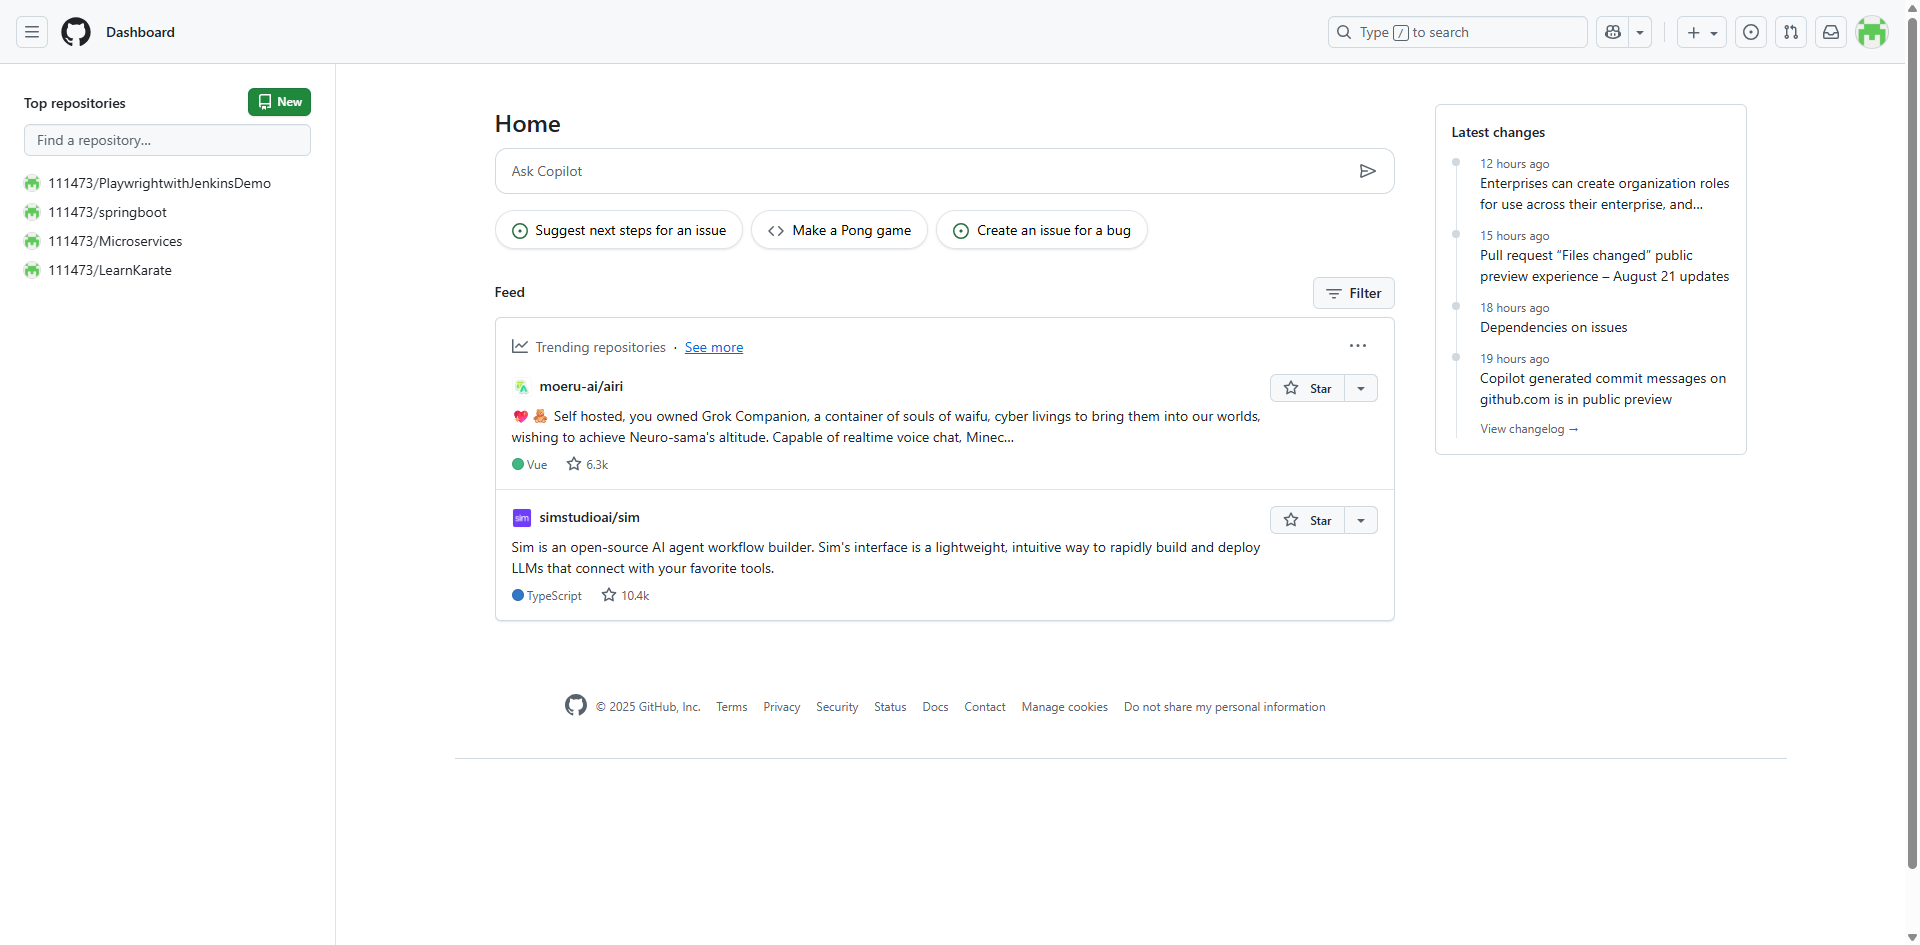 Dashboard
Type / to search
Top repositories
New
Find a repository...
111473/PlaywrightwithJenkinsDemo
111473/springboot
111473/Microservices
111473/LearnKarate
Home
Ask Copilot
Suggest next steps for an issue
Make a Pong game
Create an issue for a bug
Feed
Filter
Trending repositories · See more
moeru-ai/airi
Star
💖🧸 Self hosted, you owned Grok Companion, a container of souls of waifu, cyber livings to bring them into our worlds,
wishing to achieve Neuro-sama's altitude. Capable of realtime voice chat, Minec...
Vue 6.3k
sim
simstudioai/sim
Star
Sim is an open-source AI agent workflow builder. Sim's interface is a lightweight, intuitive way to rapidly build and deploy
LLMs that connect with your favorite tools.
TypeScript 10.4k
Latest changes
12 hours ago
Enterprises can create organization roles
for use across their enterprise, and...
15 hours ago
Pull request “Files changed” public
preview experience – August 21 updates
18 hours ago
Dependencies on issues
19 hours ago
Copilot generated commit messages on
github.com is in public preview
View changelog →
© 2025 GitHub, Inc. Terms Privacy Security Status Docs Contact Manage cookies Do not share my personal information